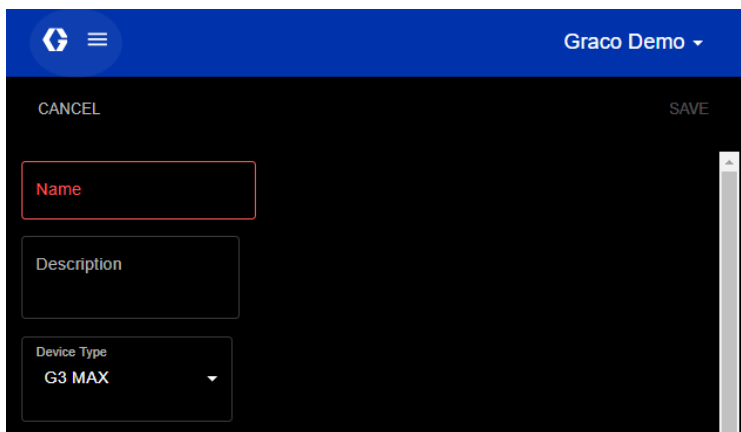 Graco Demo
CANCEL SAVE
Name
Description
Device Type
G3 MAX